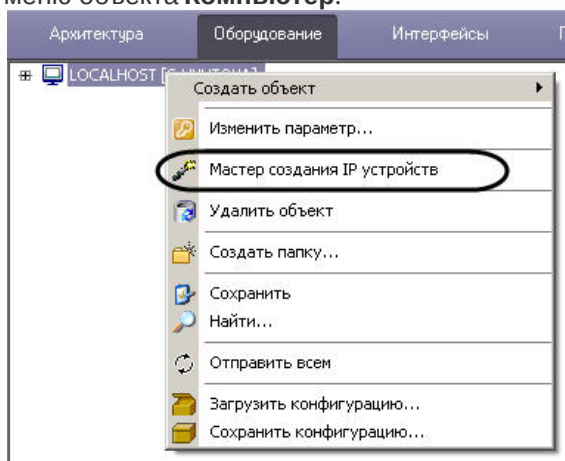 меню объекта Компьютер.
Архитектура Оборудование Интерфейсы
LOCALHOST
Создать объект
Изменить параметр...
Мастер создания IP устройств
Удалить объект
Создать папку...
Сохранить
Найти...
Отправить всем
Загрузить конфигурацию...
Сохранить конфигурацию...